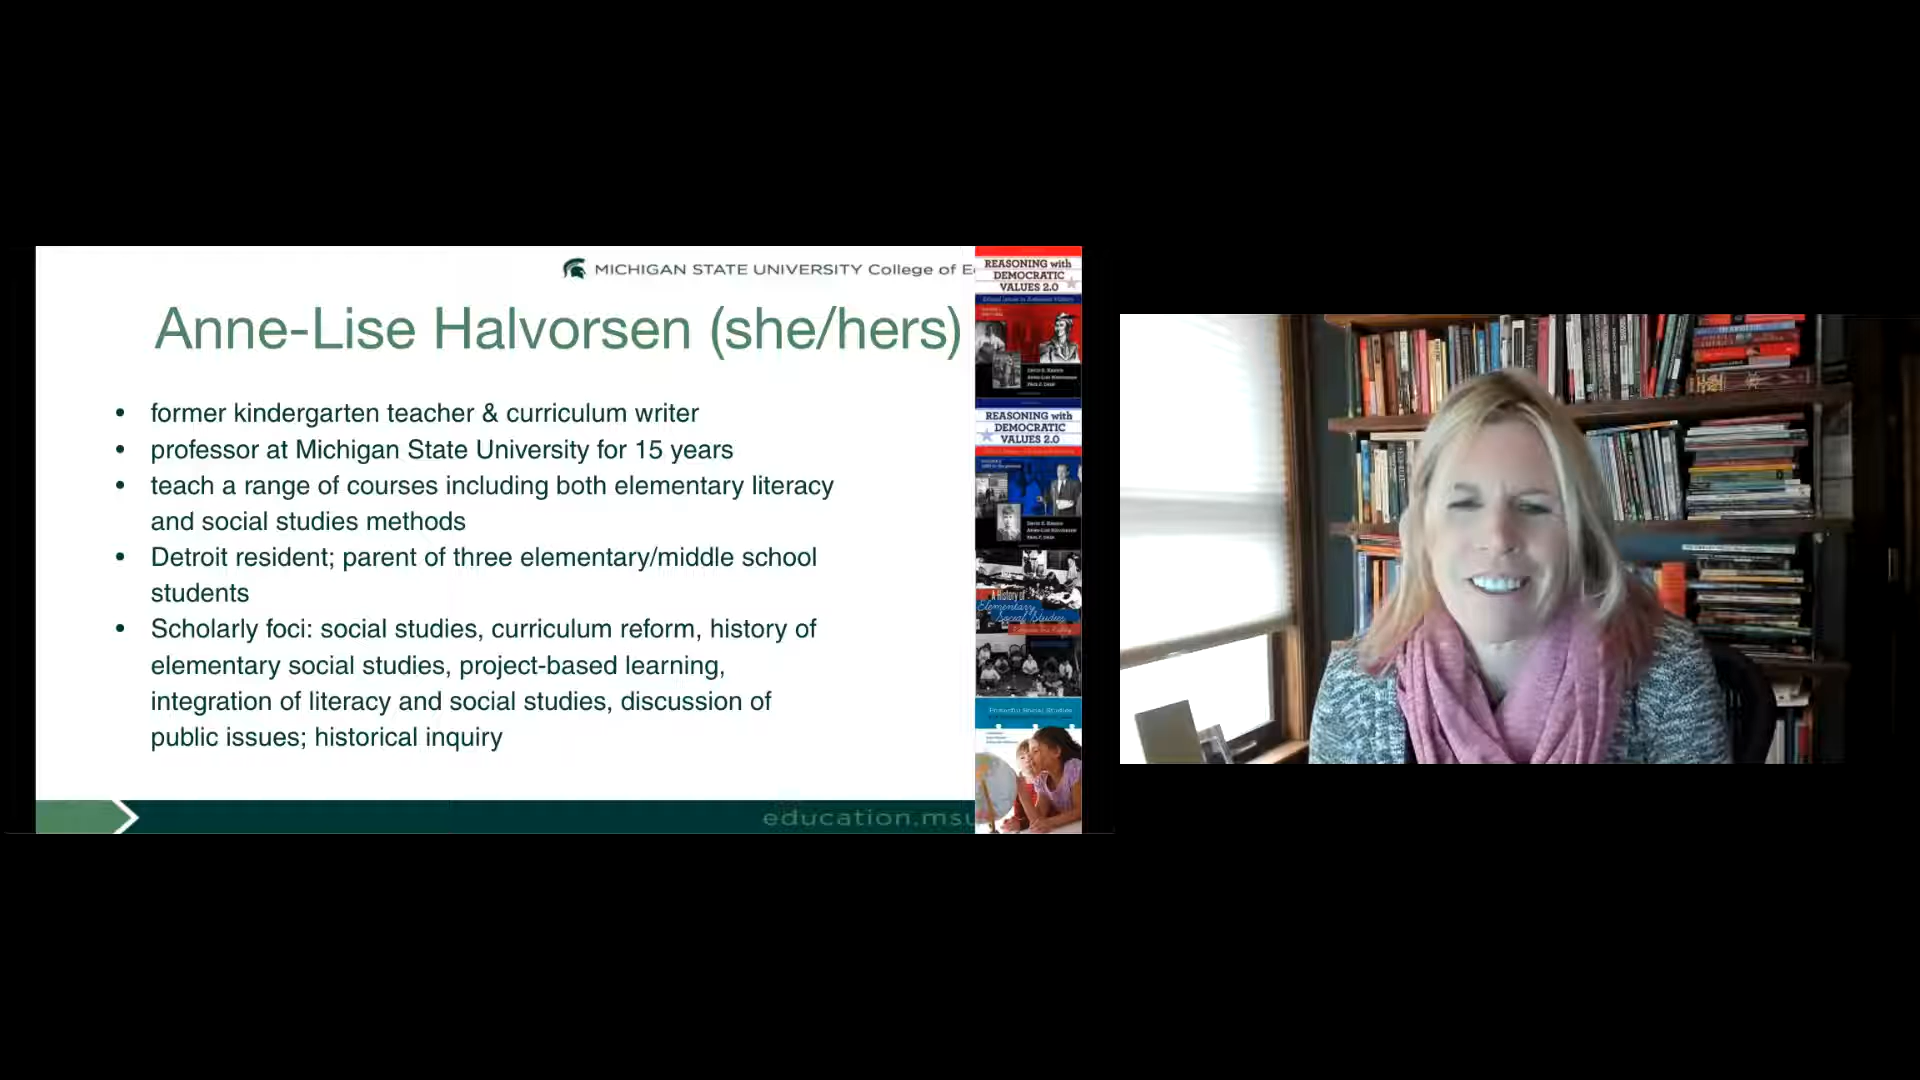 MICHIGAN STATE UNIVERSITY College of E
Anne-Lise Halvorsen (she/hers)
• former kindergarten teacher & curriculum writer
• professor at Michigan State University for 15 years
• teach a range of courses including both elementary literacy
and social studies methods
• Detroit resident; parent of three elementary/middle school
students
• Scholarly foci: social studies, curriculum reform, history of
elementary social studies, project-based learning,
integration of literacy and social studies, discussion of
public issues; historical inquiry
education.msu
REASONING with
DEMOCRATIC
VALUES 2.0
REASONING with
DEMOCRATIC
VALUES 2.0
A History of
Elementary
Social Studies
Powerful Social Studies